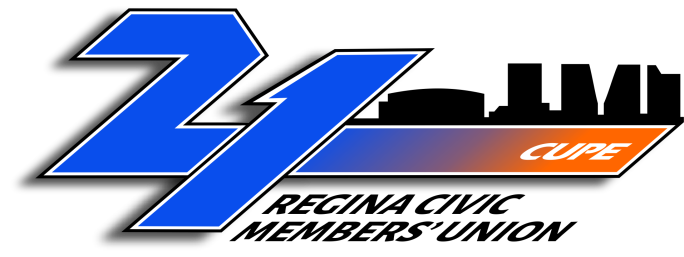 21
CUPE
REGINA CIVIC
MEMBERS' UNION